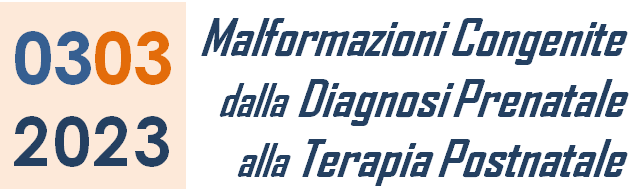 0303
2023
Malformazioni Congenite
dalla Diagnosi Prenatale
alla Terapia Postnatale